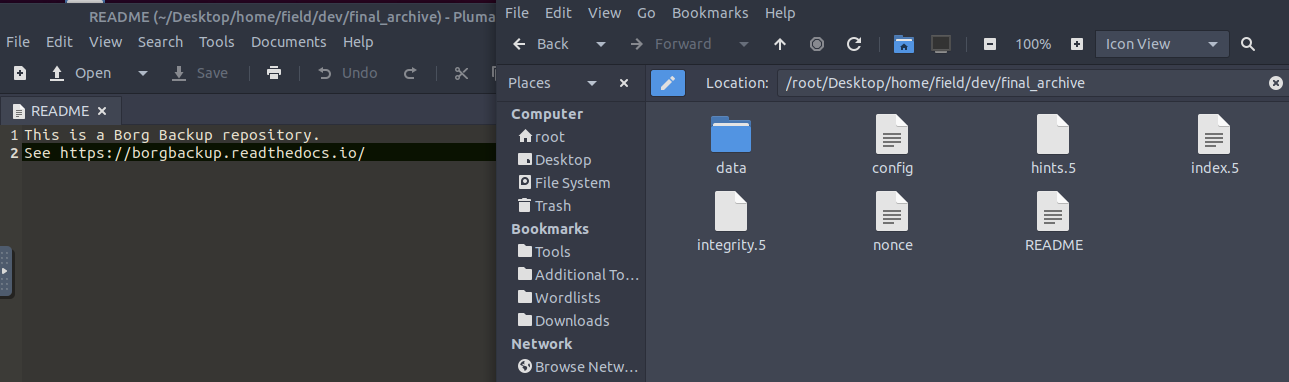 README (~/Desktop/home/field/dev/final_archive) - Pluma
File Edit View Search Tools Documents Help
Open Save Undo
README
1 This is a Borg Backup repository.
2 See https://borgbackup.readthedocs.io/
File Edit View Go Bookmarks Help
Back Forward 100% Icon View
Places Location: /root/Desktop/home/field/dev/final_archive
Computer
root
Desktop
File System
Trash
Bookmarks
Tools
Additional To...
Wordlists
Downloads
Network
Browse Netw...
data config hints.5 index.5
integrity.5 nonce README